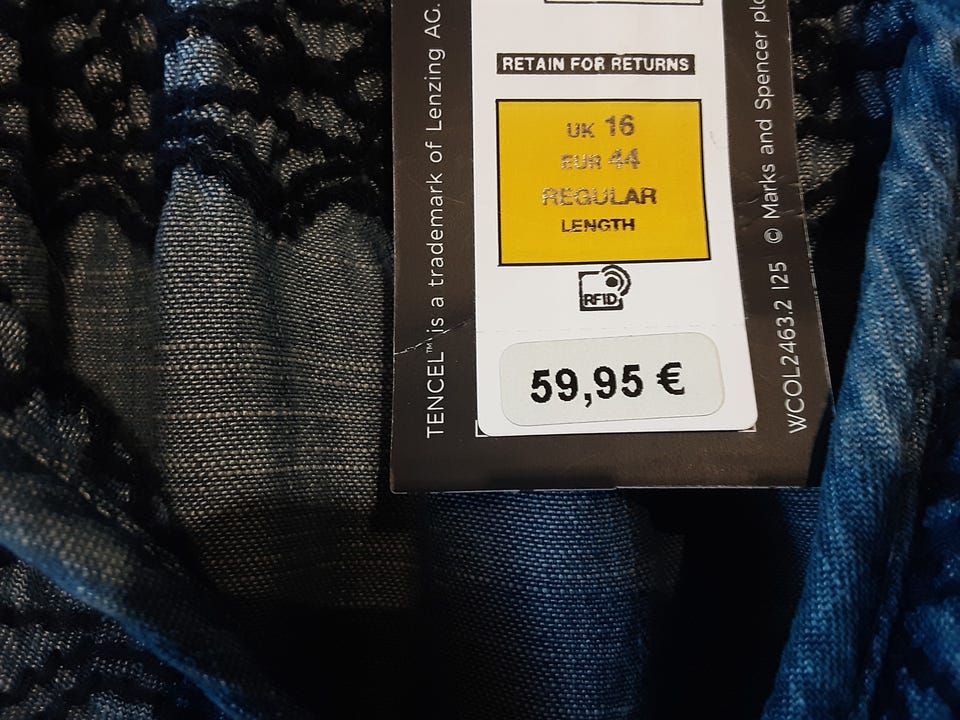 TENCEL™ is a trademark of Lenzing AG.
RETAIN FOR RETURNS
UK 16
EUR 44
REGULAR
LENGTH
RFID
59,95 €
WCOL2463.2 I25 © Marks and Spencer plc